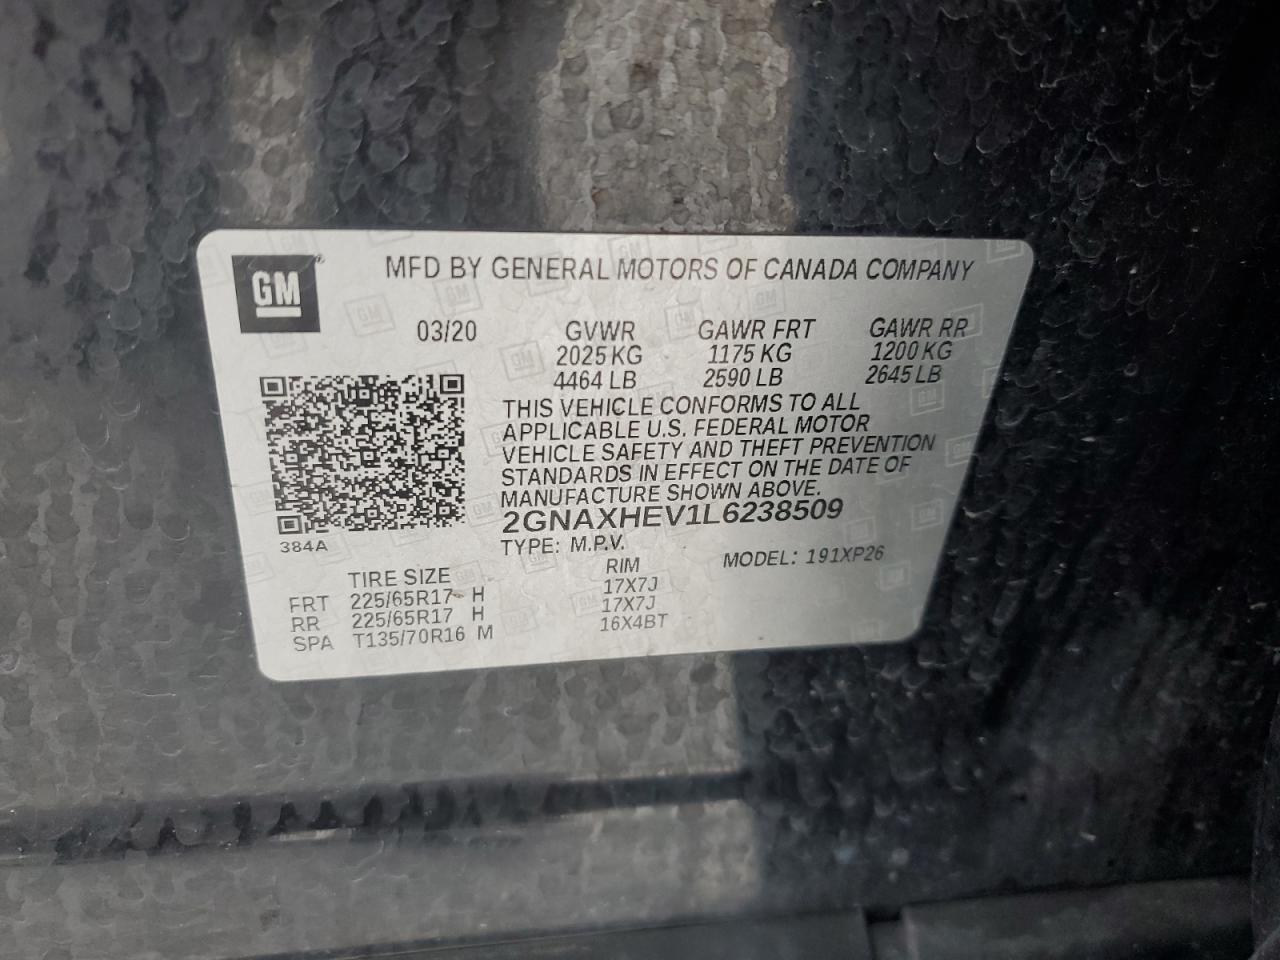 GM
MFD BY GENERAL MOTORS OF CANADA COMPANY
03/20 GVWR GAWR FRT GAWR RR
2025 KG 1175 KG 1200 KG
4464 LB 2590 LB 2645 LB
THIS VEHICLE CONFORMS TO ALL
APPLICABLE U.S. FEDERAL MOTOR
VEHICLE SAFETY AND THEFT PREVENTION
STANDARDS IN EFFECT ON THE DATE OF
MANUFACTURE SHOWN ABOVE.
2GNAXHEV1L6238509
384A
TYPE: M.P.V. MODEL: 191XP26
TIRE SIZE RIM
FRT 225/65R17 H 17X7J
RR 225/65R17 H 17X7J
SPA T135/70R16 M 16X4BT